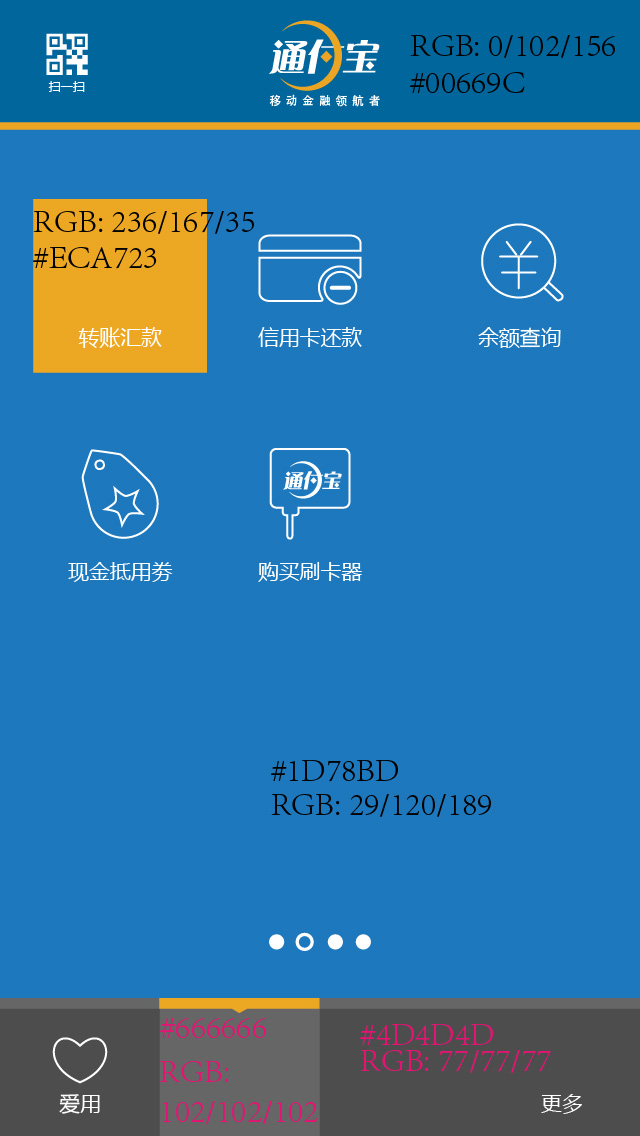 扫一扫
通付宝
移动金融领航者
RGB: 0/102/156
#00669C
RGB: 236/167/35
#ECA723
转账汇款
信用卡还款
余额查询
通付宝
现金抵用券
购买刷卡器
#1D78BD
RGB: 29/120/189
#666666
RGB:
102/102/102
#4D4D4D
RGB: 77/77/77
爱用
更多